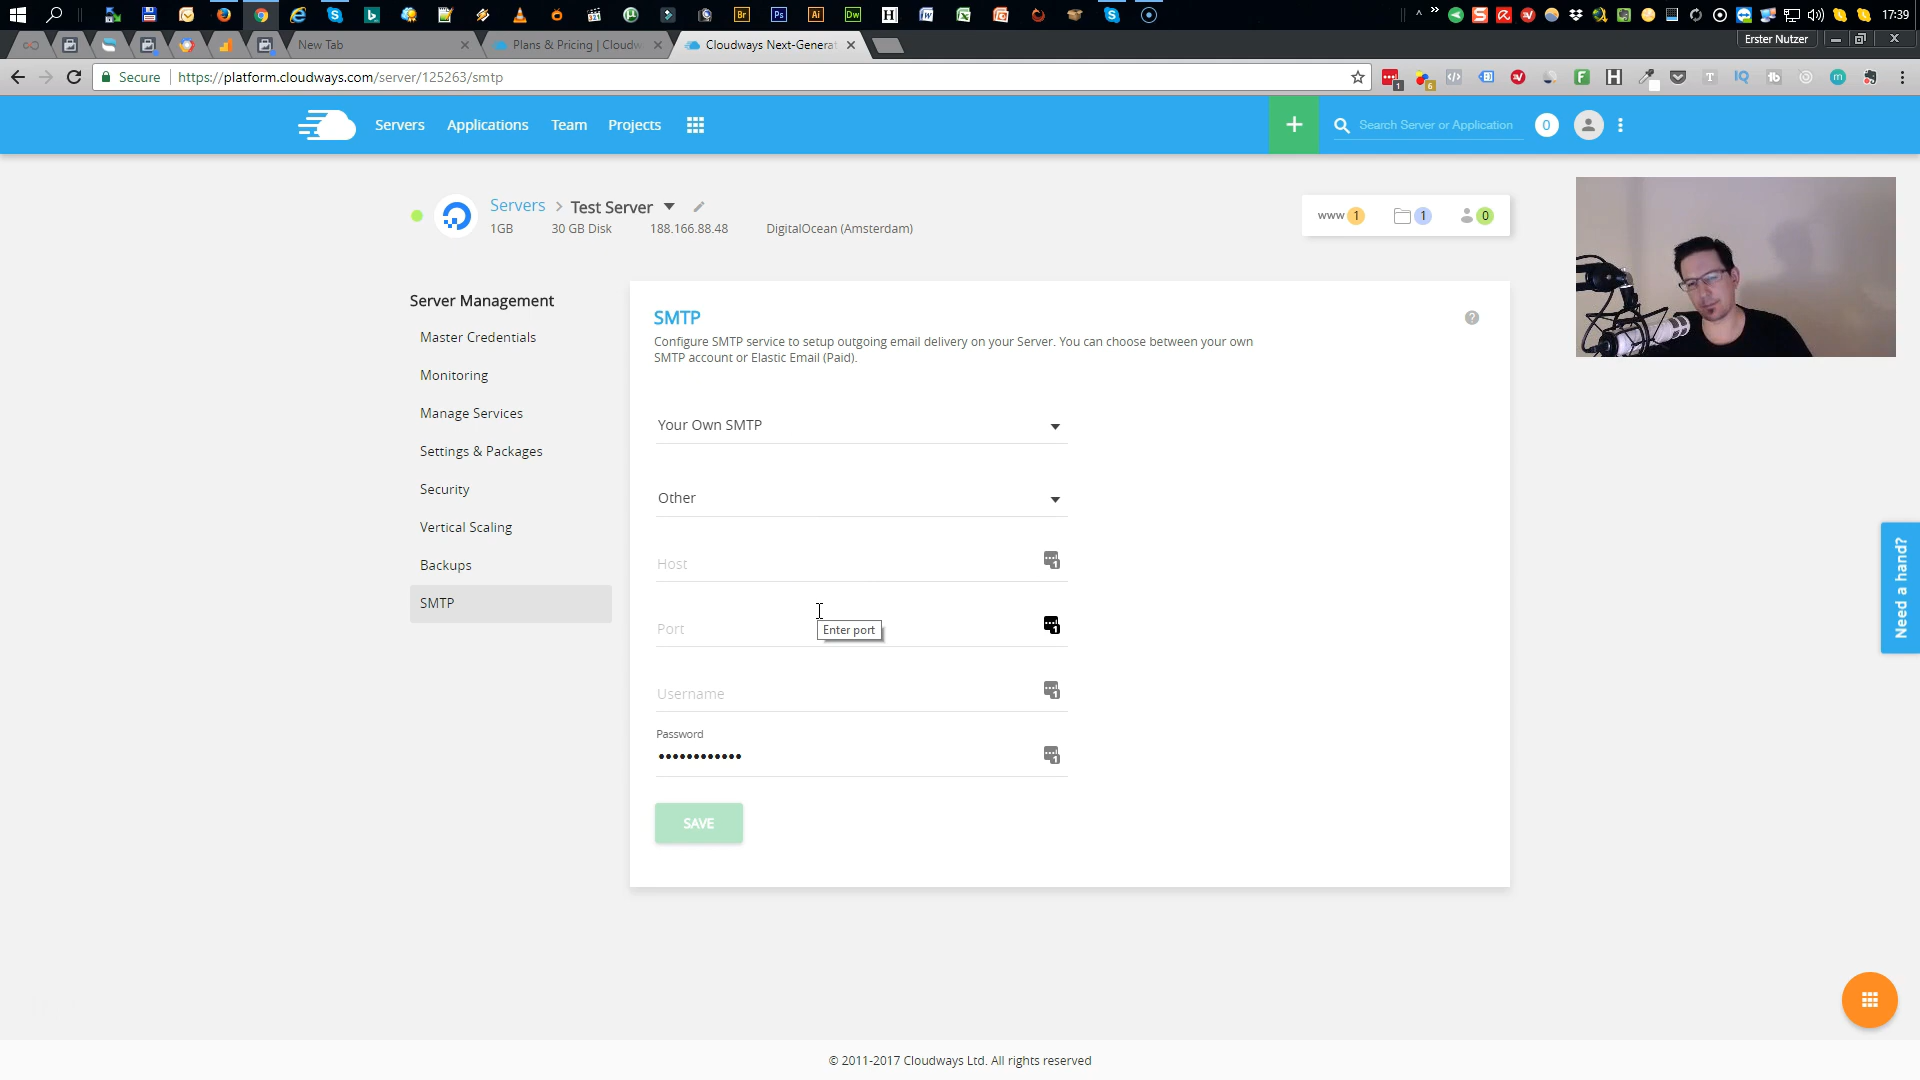 17:39
New Tab
Plans & Pricing | Cloudw
Cloudways Next-Generat
Erster Nutzer
Secure
https://platform.cloudways.com/server/125263/smtp
Servers
Applications
Team
Projects
+
Search Server or Application
0
Servers > Test Server
1GB
30 GB Disk
188.166.88.48
DigitalOcean (Amsterdam)
www 1
1
0
Server Management
Master Credentials
Monitoring
Manage Services
Settings & Packages
Security
Vertical Scaling
Backups
SMTP
SMTP
?
Configure SMTP service to setup outgoing email delivery on your Server. You can choose between your own
SMTP account or Elastic Email (Paid).
Your Own SMTP
Other
Host
Port
Enter port
Username
Password
••••••••••••
SAVE
Need a hand?
© 2011-2017 Cloudways Ltd. All rights reserved